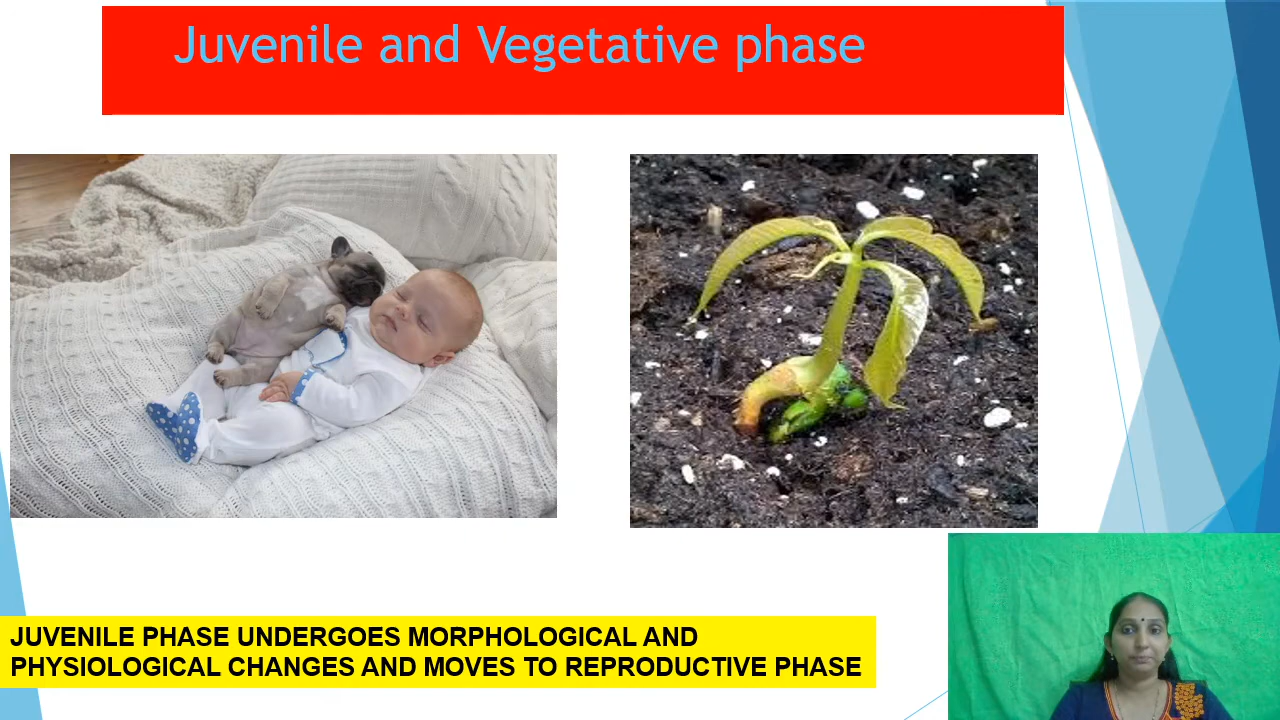 Juvenile and Vegetative phase
JUVENILE PHASE UNDERGOES MORPHOLOGICAL AND
PHYSIOLOGICAL CHANGES AND MOVES TO REPRODUCTIVE PHASE